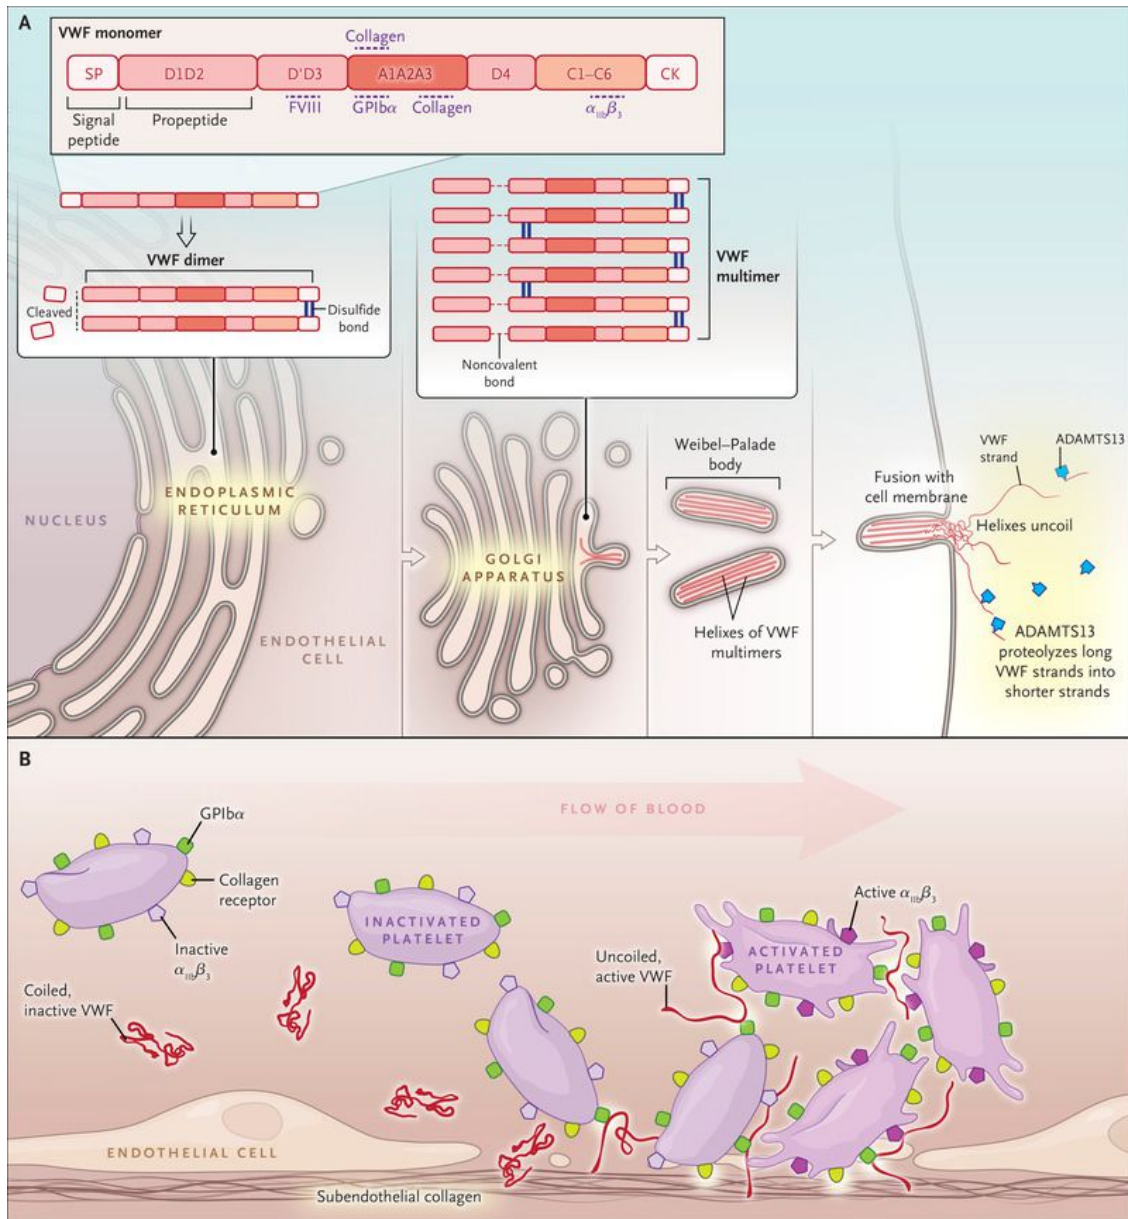 A
VWF monomer
Collagen
SP
D1D2
D'D3
A1A2A3
D4
C1–C6
CK
FVIII
GPIbα
Collagen
αIIbβ3
Signal
peptide
Propeptide
VWF dimer
Cleaved
Disulfide
bond
VWF
multimer
Noncovalent
bond
NUCLEUS
ENDOPLASMIC
RETICULUM
ENDOTHELIAL
CELL
GOLGI
APPARATUS
Weibel–Palade
body
Helixes of VWF
multimers
Fusion with
cell membrane
VWF
strand
ADAMTS13
Helixes uncoil
ADAMTS13
proteolyzes long
VWF strands into
shorter strands
B
FLOW OF BLOOD
GPIbα
Collagen
receptor
Inactive
αIIbβ3
Coiled,
inactive VWF
INACTIVATED
PLATELET
Uncoiled,
active VWF
Active αIIbβ3
ACTIVATED
PLATELET
ENDOTHELIAL CELL
Subendothelial collagen